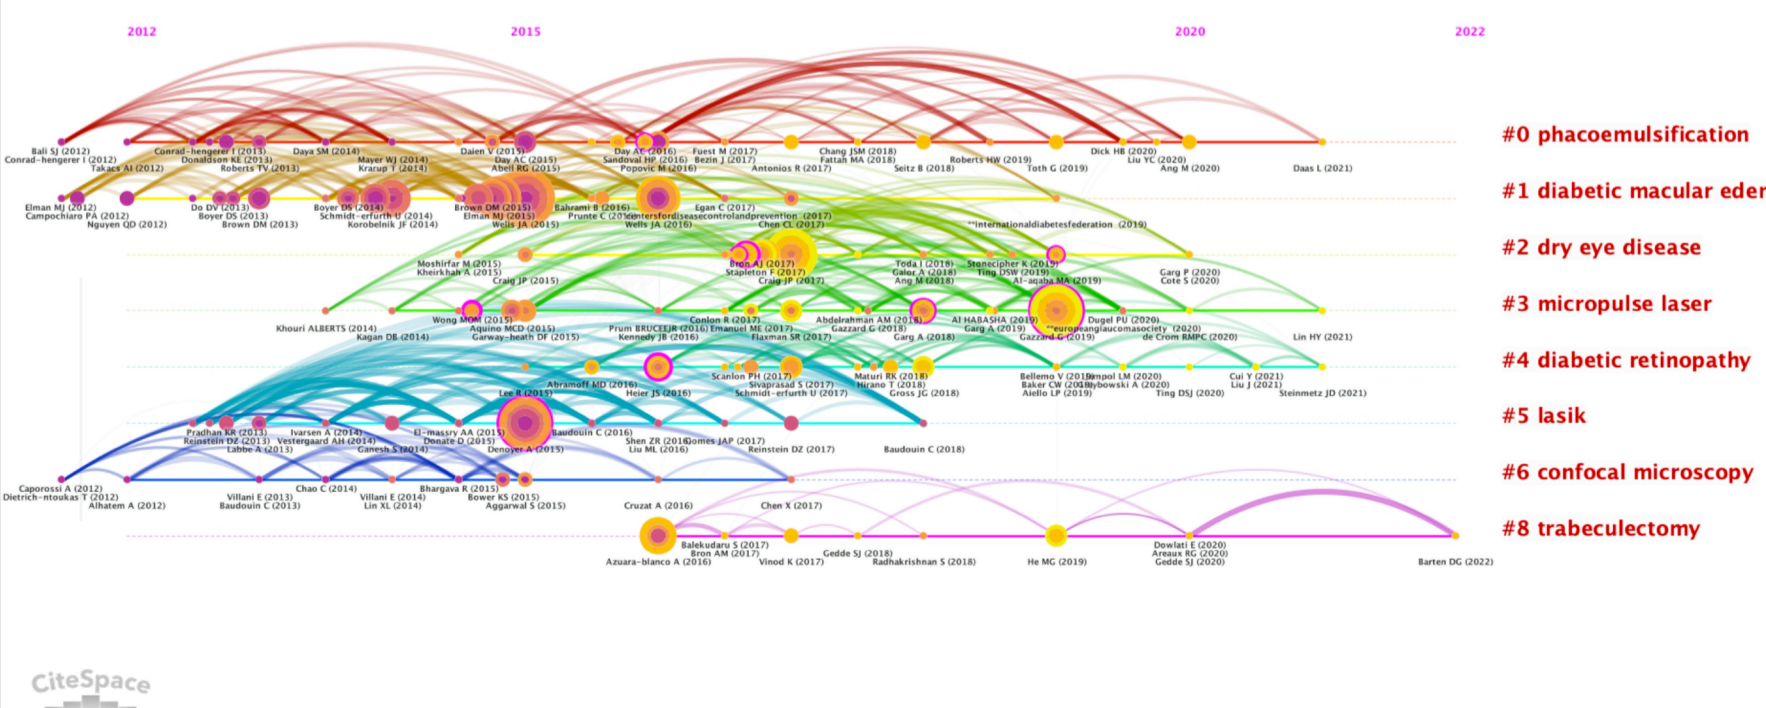 2012 2015 2020 2022
#0 phacoemulsification
Bali SJ (2012) Conrad-hengerer I (2013) Daya SM (2014) Daien V (2015) Day AC (2016) Fuest M (2017) Chang JSM (2018) Dick HB (2020)
Conrad-hengerer I (2012) Donaldson KE (2013) Mayer WJ (2014) Day AC (2015) Sandoval HP (2016) Bezin J (2017) Fattah MA (2018) Roberts HW (2019) Liu YC (2020)
Takacs AI (2012) Roberts TV (2013) Krarup T (2014) Abell RG (2015) Popovic M (2016) Antonios R (2017) Seitz B (2018) Toth G (2019) Ang M (2020) Daas L (2021)
#1 diabetic macular eder
Elman MJ (2012) Do DV (2013) Boyer DS (2014) Brown DM (2015) Bahrami B (2016) Egan C (2017)
Campochiaro PA (2012) Boyer DS (2013) Schmidt-erfurth U (2014) Elman MJ (2015) Prunte C centersfordiseasecontrolandprevention (2017)
Nguyen QD (2012) Brown DM (2013) Korobelnik JF (2014) Wells JA (2015) Wells JA (2016) Chen CL (2017) **internationaldiabetesfederation (2019)
#2 dry eye disease
Moshirfar M (2015) Bron AJ (2017) Toda I (2018) Stonecipher K (2019)
Kheirkhah A (2015) Stapleton F (2017) Galor A (2018) Ting DSW (2019) Garg P (2020)
Craig JP (2015) Craig JP (2017) Ang M (2018) Al-aqaba MA (2019) Cote S (2020)
#3 micropulse laser
Wong MOM (2015) Conlon R (2017) Abdelrahman AM (2018) Al HABASHA (2019) Dugel PU (2020)
Khouri ALBERTS (2014) Aquino MCD (2015) Prum BRUCEEJR (2016) Emanuel ME (2017) Gazzard G (2018) Garg A (2019) **europeanglaucomasociety (2020)
Kagan DB (2014) Garway-heath DF (2015) Kennedy JB (2016) Flaxman SR (2017) Garg A (2018) Gazzard G (2019) de Crom RMPC (2020) Lin HY (2021)
#4 diabetic retinopathy
Scanlon PH (2017) Maturi RK (2018) Bellemo V Jampol LM (2020) Cui Y (2021)
Abramoff MD (2016) Sivaprasad S (2017) Hirano T (2018) Baker CW Grzybowski A (2020) Liu J (2021)
Lee R (2015) Heier JS (2016) Schmidt-erfurth U (2017) Gross JG (2018) Aiello LP (2019) Ting DSJ (2020) Steinmetz JD (2021)
#5 lasik
Pradhan KR (2013) Ivarsen A (2014) El-massry AA (2015) Baudouin C (2016)
Reinstein DZ (2013) Vestergaard AH (2014) Donate D (2015) Shen ZR Gomes JAP (2017)
Labbe A (2013) Ganesh S (2014) Denoyer A (2015) Liu ML (2016) Reinstein DZ (2017) Baudouin C (2018)
#6 confocal microscopy
Caporossi A (2012) Chao C (2014) Bhargava R (2015)
Dietrich-ntoukas T (2012) Villani E (2013) Villani E (2014) Bower KS (2015)
Alhatem A (2012) Baudouin C (2013) Lin XL (2014) Aggarwal S (2015) Cruzat A (2016) Chen X (2017)
#8 trabeculectomy
Balekudaru S (2017) Dowlati E (2020)
Bron AM (2017) Gedde SJ (2018) Areaux RG (2020)
Azuara-blanco A (2016) Vinod K (2017) Radhakrishnan S (2018) He MG (2019) Gedde SJ (2020) Barten DG (2022)
CiteSpace